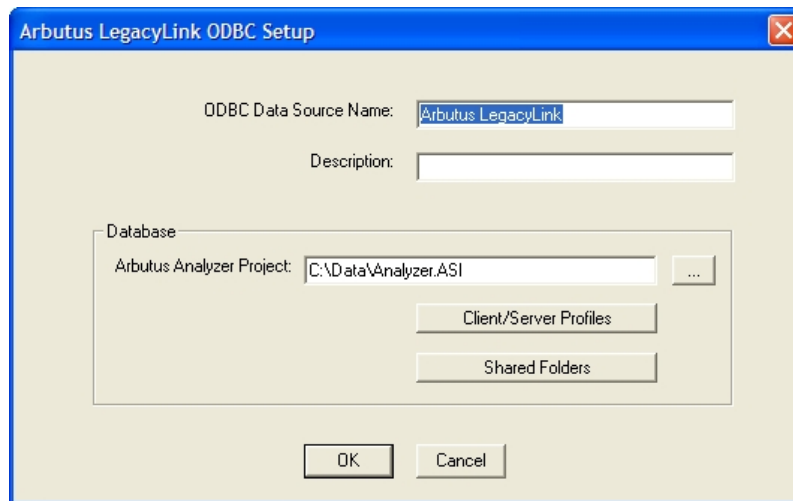 Arbutus LegacyLink ODBC Setup
ODBC Data Source Name: Arbutus LegacyLink
Description:
Database
Arbutus Analyzer Project: C:\Data\Analyzer.ASI ...
Client/Server Profiles
Shared Folders
OK Cancel